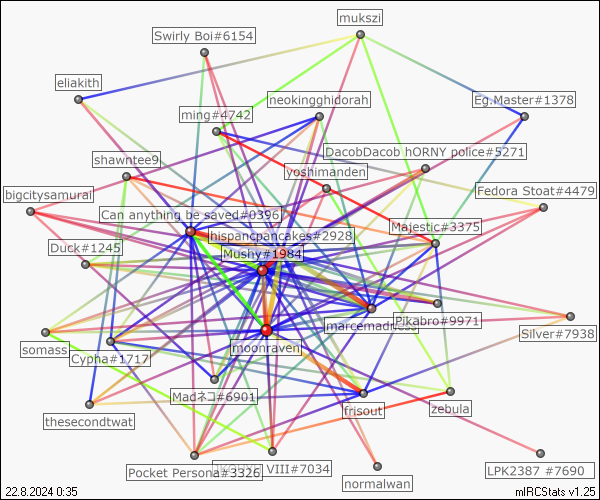 mukszi
Swirly Boi#6154
eliakith
neokingghidorah
Eg.Master#1378
ming#4742
DacobDacob hORNY police#5271
shawntee9
yoshimanden
bigcitysamurai
Fedora Stoat#4479
Can anything be saved#0396
Majestic#3375
hispancpancakes#2928
Duck#1245
Mushy#1984
marcemad
Pikabro#9971
Silver#7938
somass
moonraven
Cypha#1717
Madネコ#6901
frisout
zebula
thesecondtwat
Pocket Persona#3326
VIII#7034
LPK2387 #7690
normalwan
22.8.2024 0:35
mIRCStats v1.25